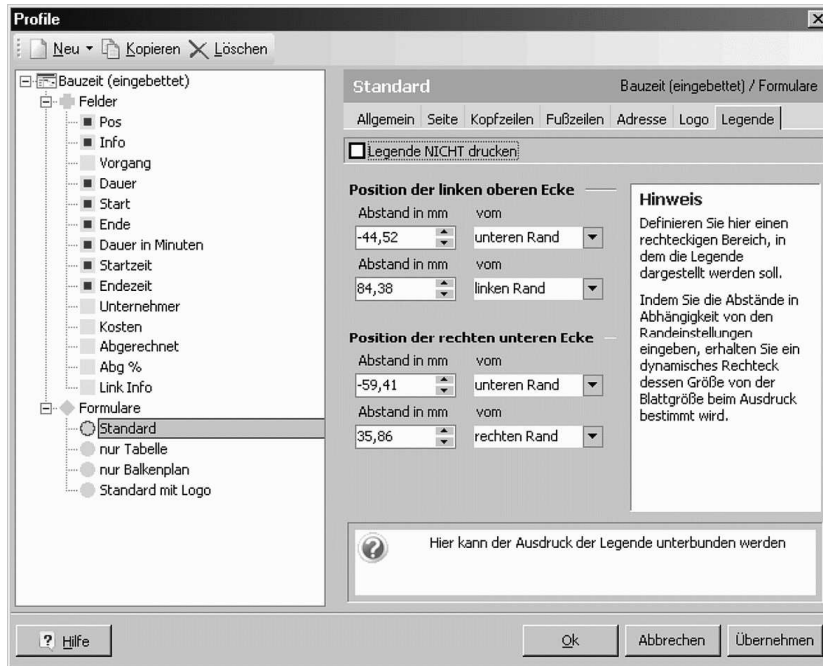 Profile
Neu Kopieren Löschen
Bauzeit (eingebettet)
Felder
Pos
Info
Vorgang
Dauer
Start
Ende
Dauer in Minuten
Startzeit
Endezeit
Unternehmer
Kosten
Abgerechnet
Abg %
Link Info
Formulare
Standard
nur Tabelle
nur Balkenplan
Standard mit Logo
Standard Bauzeit (eingebettet) / Formulare
Allgemein Seite Kopfzeilen Fußzeilen Adresse Logo Legende
Legende NICHT drucken
Position der linken oberen Ecke
Abstand in mm vom
-44,52 unteren Rand
Abstand in mm vom
84,38 linken Rand
Position der rechten unteren Ecke
Abstand in mm vom
-59,41 unteren Rand
Abstand in mm vom
35,86 rechten Rand
Hinweis
Definieren Sie hier einen
rechteckigen Bereich, in
dem die Legende
dargestellt werden soll.
Indem Sie die Abstände in
Abhängigkeit von den
Randeinstellungen
eingeben, erhalten Sie ein
dynamisches Rechteck
dessen Größe von der
Blattgröße beim Ausdruck
bestimmt wird.
Hier kann der Ausdruck der Legende unterbunden werden
Hilfe Ok Abbrechen Übernehmen